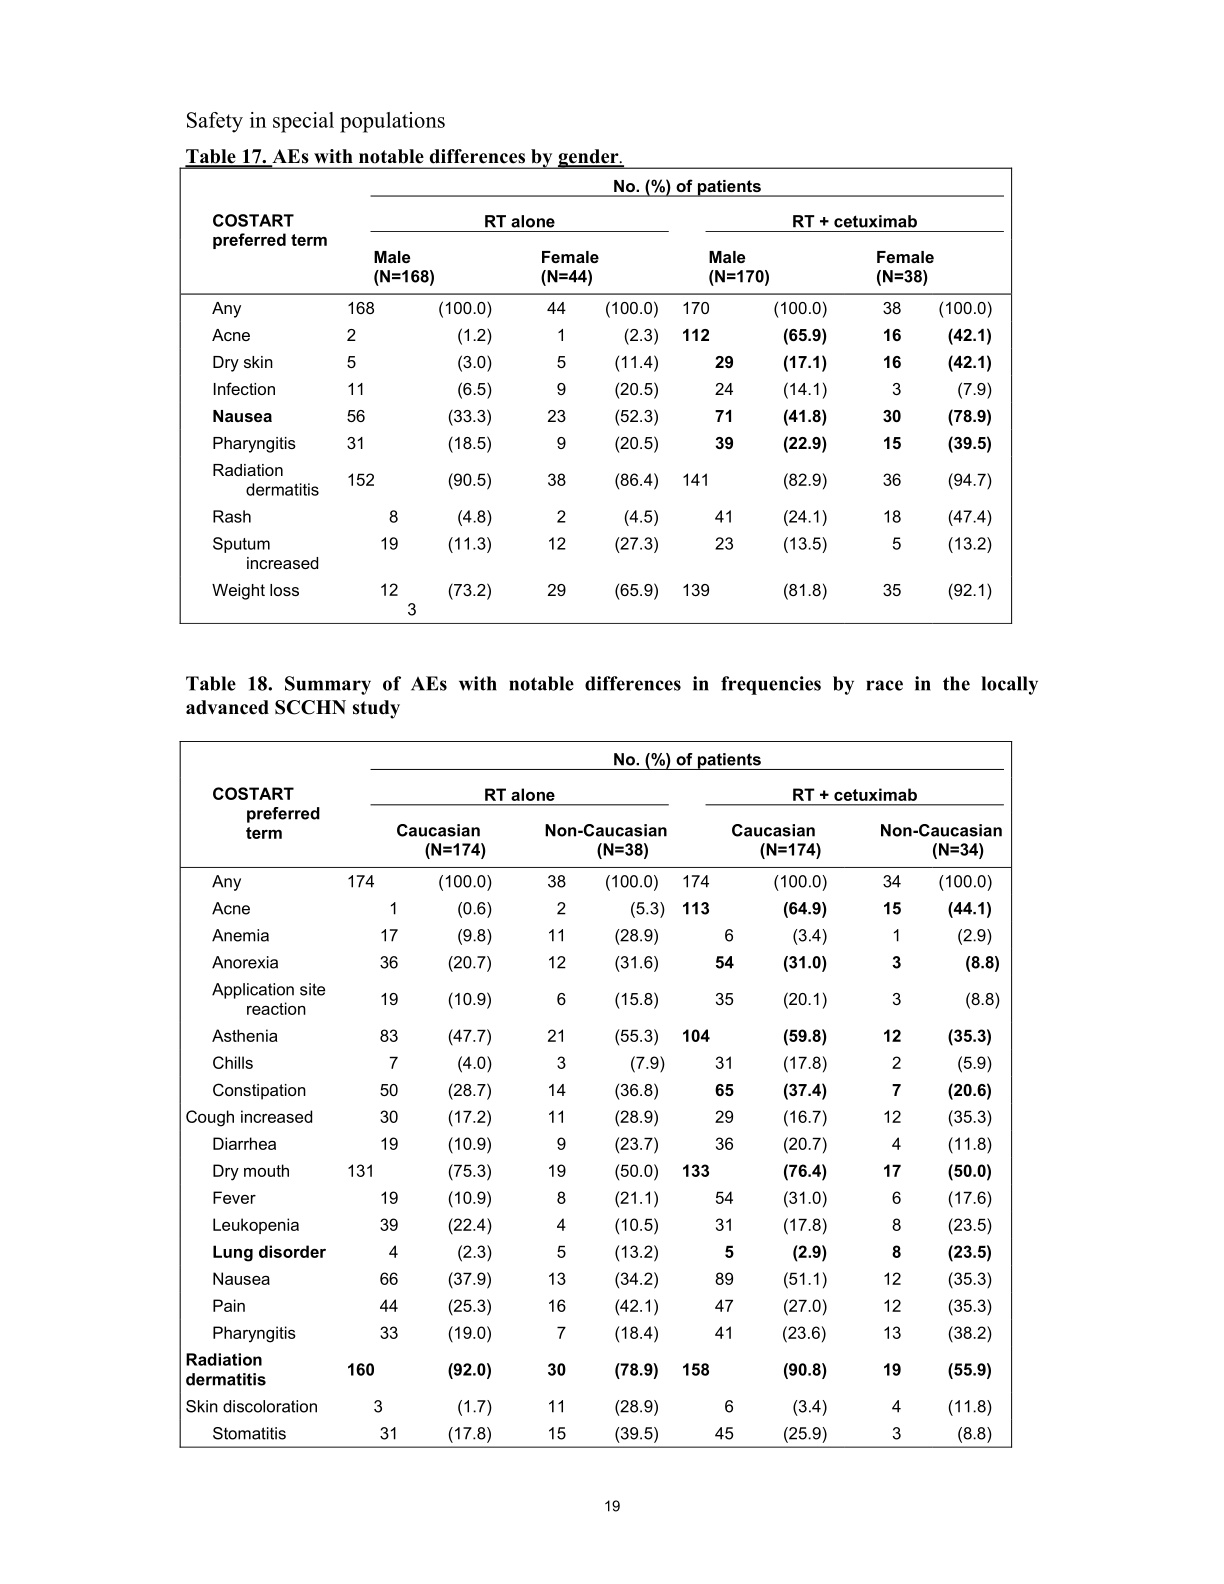 Safety in special populations
Table 17. AEs with notable differences by gender.
No. (%) of patients
COSTART preferred term
RT alone
RT + cetuximab
Male (N=168)
Female (N=44)
Male (N=170)
Female (N=38)
Any 168 (100.0) 44 (100.0) 170 (100.0) 38 (100.0)
Acne 2 (1.2) 1 (2.3) 112 (65.9) 16 (42.1)
Dry skin 5 (3.0) 5 (11.4) 29 (17.1) 16 (42.1)
Infection 11 (6.5) 9 (20.5) 24 (14.1) 3 (7.9)
Nausea 56 (33.3) 23 (52.3) 71 (41.8) 30 (78.9)
Pharyngitis 31 (18.5) 9 (20.5) 39 (22.9) 15 (39.5)
Radiation
dermatitis 152 (90.5) 38 (86.4) 141 (82.9) 36 (94.7)
Rash 8 (4.8) 2 (4.5) 41 (24.1) 18 (47.4)
Sputum 19 (11.3) 12 (27.3) 23 (13.5) 5 (13.2)
increased
Weight loss 12 (73.2) 29 (65.9) 139 (81.8) 35 (92.1)
3
Table 18. Summary of AEs with notable differences in frequencies by race in the locally
advanced SCCHN study
No. (%) of patients
COSTART
preferred
term
RT alone
RT + cetuximab
Caucasian (N=174)
Non-Caucasian (N=38)
Caucasian (N=174)
Non-Caucasian (N=34)
Any 174 (100.0) 38 (100.0) 174 (100.0) 34 (100.0)
Acne 1 (0.6) 2 (5.3) 113 (64.9) 15 (44.1)
Anemia 17 (9.8) 11 (28.9) 6 (3.4) 1 (2.9)
Anorexia 36 (20.7) 12 (31.6) 54 (31.0) 3 (8.8)
Application site
reaction 19 (10.9) 6 (15.8) 35 (20.1) 3 (8.8)
Asthenia 83 (47.7) 21 (55.3) 104 (59.8) 12 (35.3)
Chills 7 (4.0) 3 (7.9) 31 (17.8) 2 (5.9)
Constipation 50 (28.7) 14 (36.8) 65 (37.4) 7 (20.6)
Cough increased 30 (17.2) 11 (28.9) 29 (16.7) 12 (35.3)
Diarrhea 19 (10.9) 9 (23.7) 36 (20.7) 4 (11.8)
Dry mouth 131 (75.3) 19 (50.0) 133 (76.4) 17 (50.0)
Fever 19 (10.9) 8 (21.1) 54 (31.0) 6 (17.6)
Leukopenia 39 (22.4) 4 (10.5) 31 (17.8) 8 (23.5)
Lung disorder 4 (2.3) 5 (13.2) 5 (2.9) 8 (23.5)
Nausea 66 (37.9) 13 (34.2) 89 (51.1) 12 (35.3)
Pain 44 (25.3) 16 (42.1) 47 (27.0) 12 (35.3)
Pharyngitis 33 (19.0) 7 (18.4) 41 (23.6) 13 (38.2)
Radiation
dermatitis 160 (92.0) 30 (78.9) 158 (90.8) 19 (55.9)
Skin discoloration 3 (1.7) 11 (28.9) 6 (3.4) 4 (11.8)
Stomatitis 31 (17.8) 15 (39.5) 45 (25.9) 3 (8.8)
19